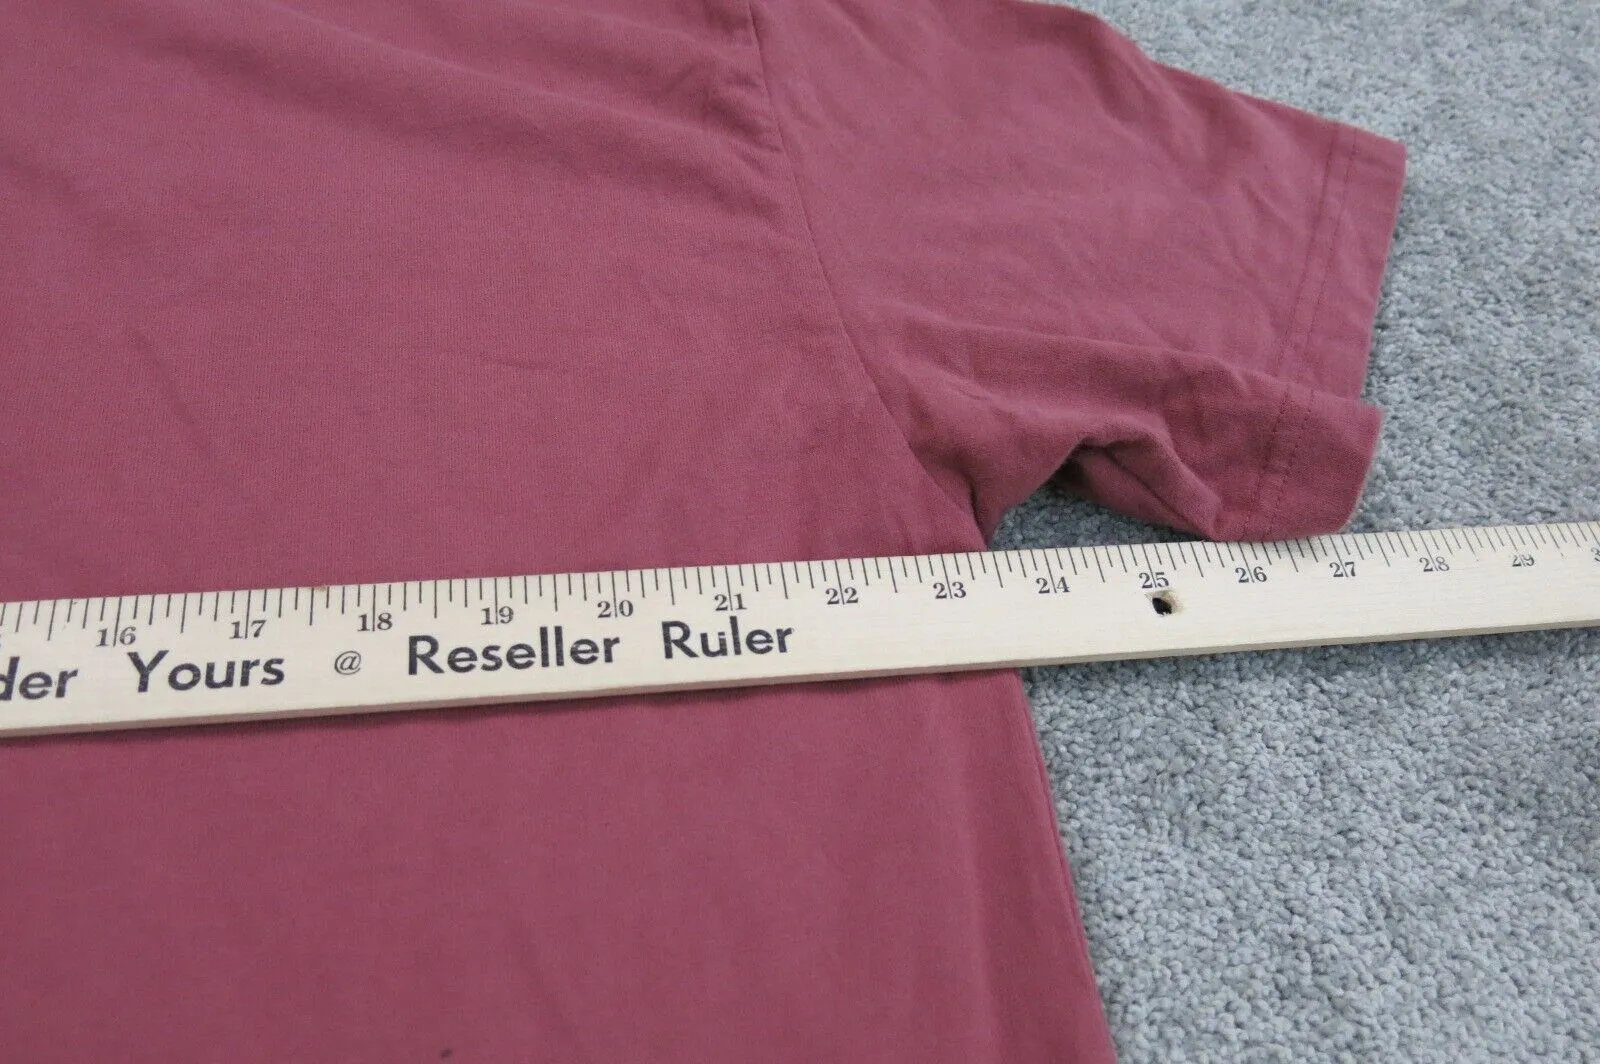 16 17 18 19 20 21 22 23 24 25 26 27 28 29
der Yours @ Reseller Ruler